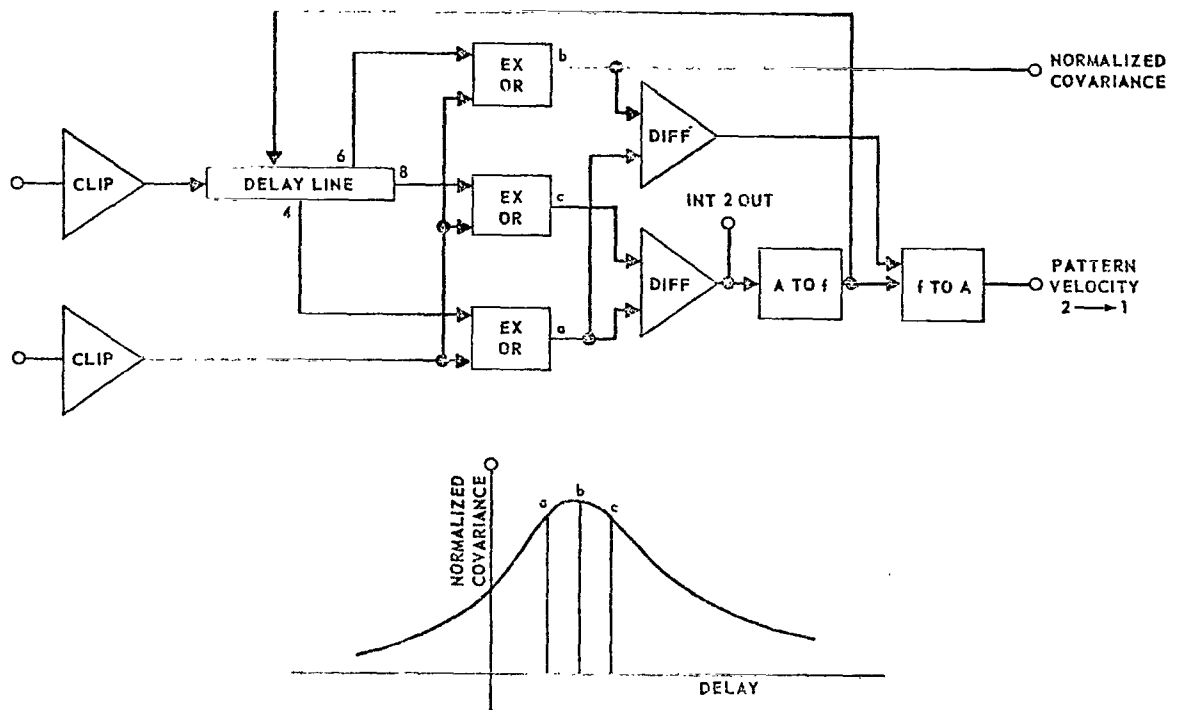 EX
OR
b
NORMALIZED
COVARIANCE
DIFF
6
CLIP
DELAY LINE
8
4
EX
OR
c
INT 2 OUT
DIFF
A TO f
f TO A
PATTERN
VELOCITY
2 → 1
CLIP
EX
OR
a
NORMALIZED
COVARIANCE
a
b
c
DELAY